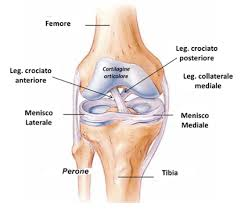 Femore
Leg. crociato
posteriore
Leg. crociato
anteriore
Cartilagine
articolare
Leg. collaterale
mediale
Menisco
Laterale
Menisco
Mediale
Perone
Tibia